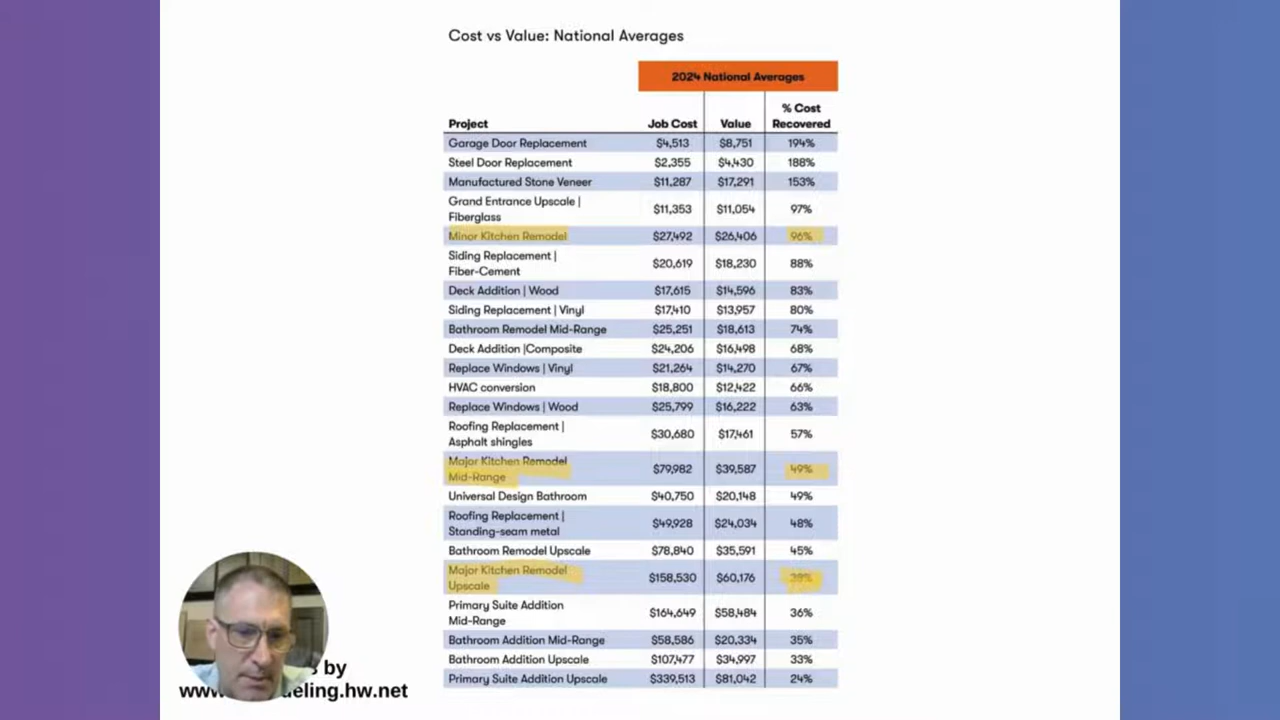 Cost vs Value: National Averages
2024 National Averages
Project Job Cost Value % Cost Recovered
Garage Door Replacement $4,513 $8,751 194%
Steel Door Replacement $2,355 $4,430 188%
Manufactured Stone Veneer $11,287 $17,291 153%
Grand Entrance Upscale |
Fiberglass $11,353 $11,054 97%
Minor Kitchen Remodel $27,492 $26,406 96%
Siding Replacement |
Fiber-Cement $20,619 $18,230 88%
Deck Addition | Wood $17,615 $14,596 83%
Siding Replacement | Vinyl $17,410 $13,957 80%
Bathroom Remodel Mid-Range $25,251 $18,613 74%
Deck Addition |Composite $24,206 $16,498 68%
Replace Windows | Vinyl $21,264 $14,270 67%
HVAC conversion $18,800 $12,422 66%
Replace Windows | Wood $25,799 $16,222 63%
Roofing Replacement |
Asphalt shingles $30,680 $17,461 57%
Major Kitchen Remodel
Mid-Range $79,982 $39,587 49%
Universal Design Bathroom $40,750 $20,148 49%
Roofing Replacement |
Standing-seam metal $49,928 $24,034 48%
Bathroom Remodel Upscale $78,840 $35,591 45%
Major Kitchen Remodel
Upscale $158,530 $60,176 38%
Primary Suite Addition
Mid-Range $164,649 $58,484 36%
Bathroom Addition Mid-Range $58,586 $20,334 35%
Bathroom Addition Upscale $107,477 $34,997 33%
Primary Suite Addition Upscale $339,513 $81,042 24%
by